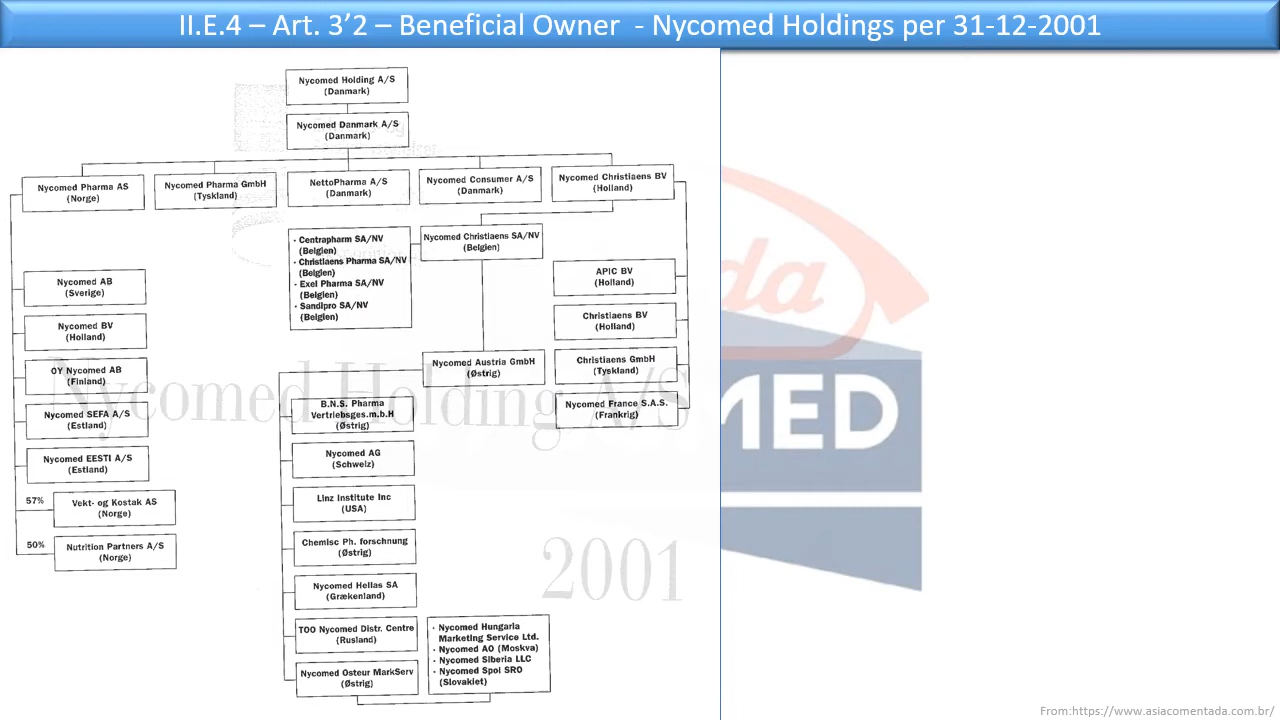 II.E.4 – Art. 3’2 – Beneficial Owner - Nycomed Holdings per 31-12-2001
Nycomed Holding A/S
(Danmark)
Nycomed Danmark A/S
(Danmark)
Nycomed Pharma AS
(Norge)
Nycomed Pharma GmbH
(Tyskland)
NettoPharma A/S
(Danmark)
Nycomed Consumer A/S
(Danmark)
Nycomed Christiaens BV
(Holland)
Nycomed AB
(Sverige)
Nycomed BV
(Holland)
OY Nycomed AB
(Finland)
Nycomed SEFA A/S
(Estland)
Nycomed EESTI A/S
(Estland)
57%
Vekt- og Kostak AS
(Norge)
50%
Nutrition Partners A/S
(Norge)
· Centrapharm SA/NV
(Belgien)
· Christiaens Pharma SA/NV
(Belgien)
· Exel Pharma SA/NV
(Belgien)
· Sandipro SA/NV
(Belgien)
Nycomed Christiaens SA/NV
(Belgien)
APIC BV
(Holland)
Christiaens BV
(Holland)
Christiaens GmbH
(Tyskland)
Nycomed France S.A.S.
(Frankrig)
Nycomed Austria GmbH
(Østrig)
B.N.S. Pharma
Vertriebsges.m.b.H
(Østrig)
Nycomed AG
(Schweiz)
Linz Institute Inc
(USA)
Chemisc Ph. forschnung
(Østrig)
Nycomed Hellas SA
(Grækenland)
TOO Nycomed Distr. Centre
(Rusland)
Nycomed Osteur MarkServ
(Østrig)
· Nycomed Hungaria
Marketing Service Ltd.
· Nycomed AO (Moskva)
· Nycomed Siberia LLC
· Nycomed Spol SRO
(Slovakiet)
Nycomed Holding A/S
2001
da
MED
From:https://www.asiacomentada.com.br/